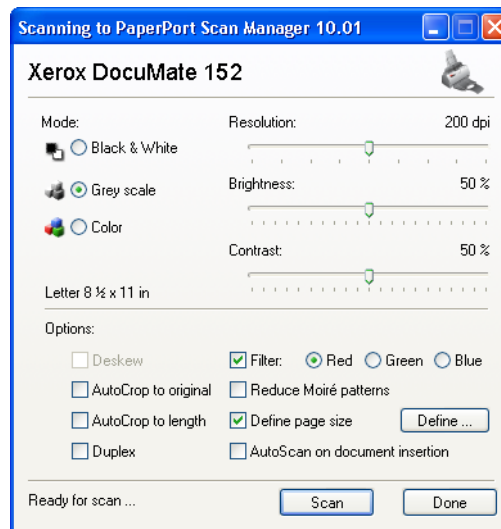 Scanning to PaperPort Scan Manager 10.01
Xerox DocuMate 152
Mode:
Black & White
Grey scale
Color
Letter 8 ½ x 11 in
Resolution: 200 dpi
Brightness: 50 %
Contrast: 50 %
Options:
Deskew
Filter: Red Green Blue
AutoCrop to original
Reduce Moiré patterns
AutoCrop to length
Define page size
Define ...
Duplex
AutoScan on document insertion
Ready for scan ...
Scan
Done